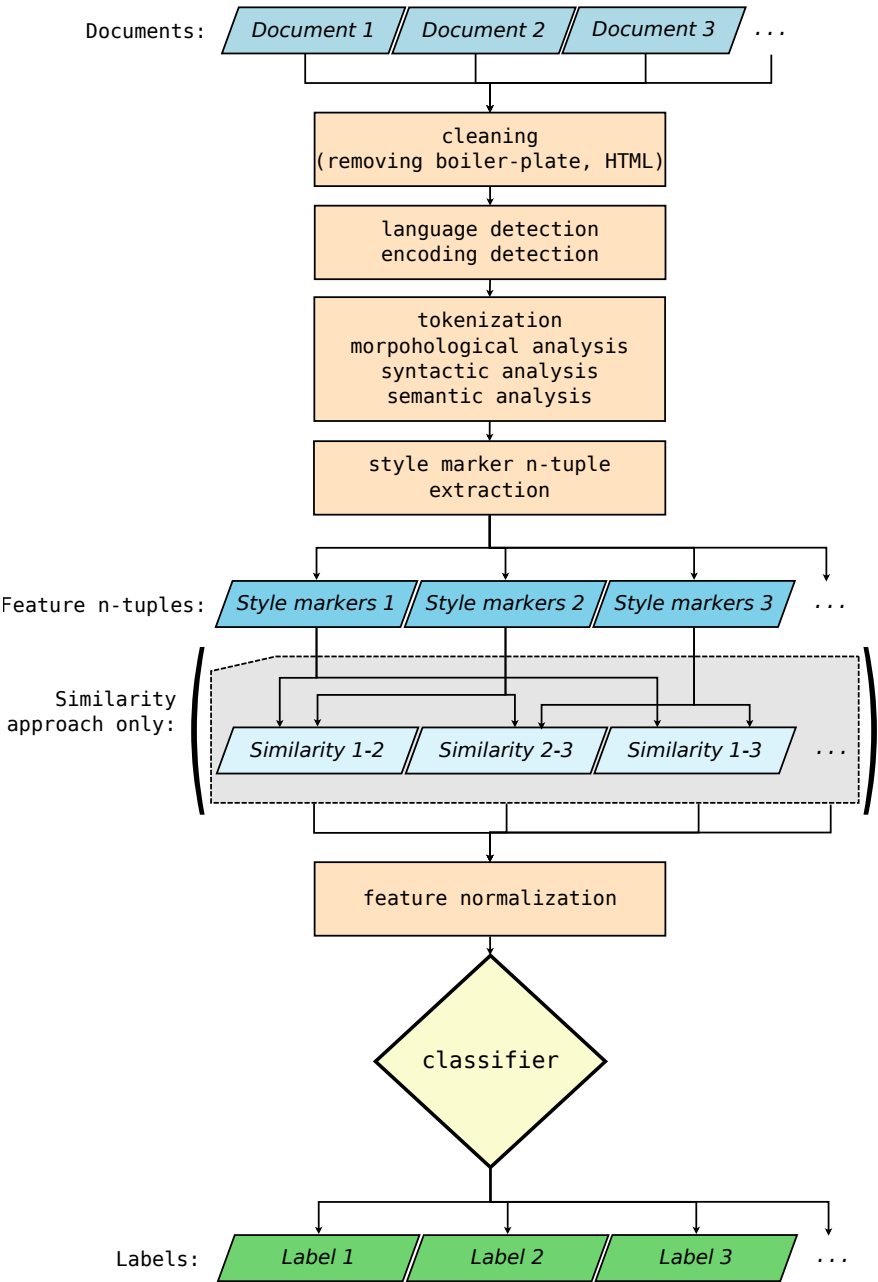 Documents: Document 1 Document 2 Document 3 ...
cleaning
(removing boiler-plate, HTML)
language detection
encoding detection
tokenization
morpohological analysis
syntactic analysis
semantic analysis
style marker n-tuple
extraction
Feature n-tuples: Style markers 1 Style markers 2 Style markers 3 ...
Similarity
approach only:
Similarity 1-2 Similarity 2-3 Similarity 1-3 ...
feature normalization
classifier
Labels: Label 1 Label 2 Label 3 ...